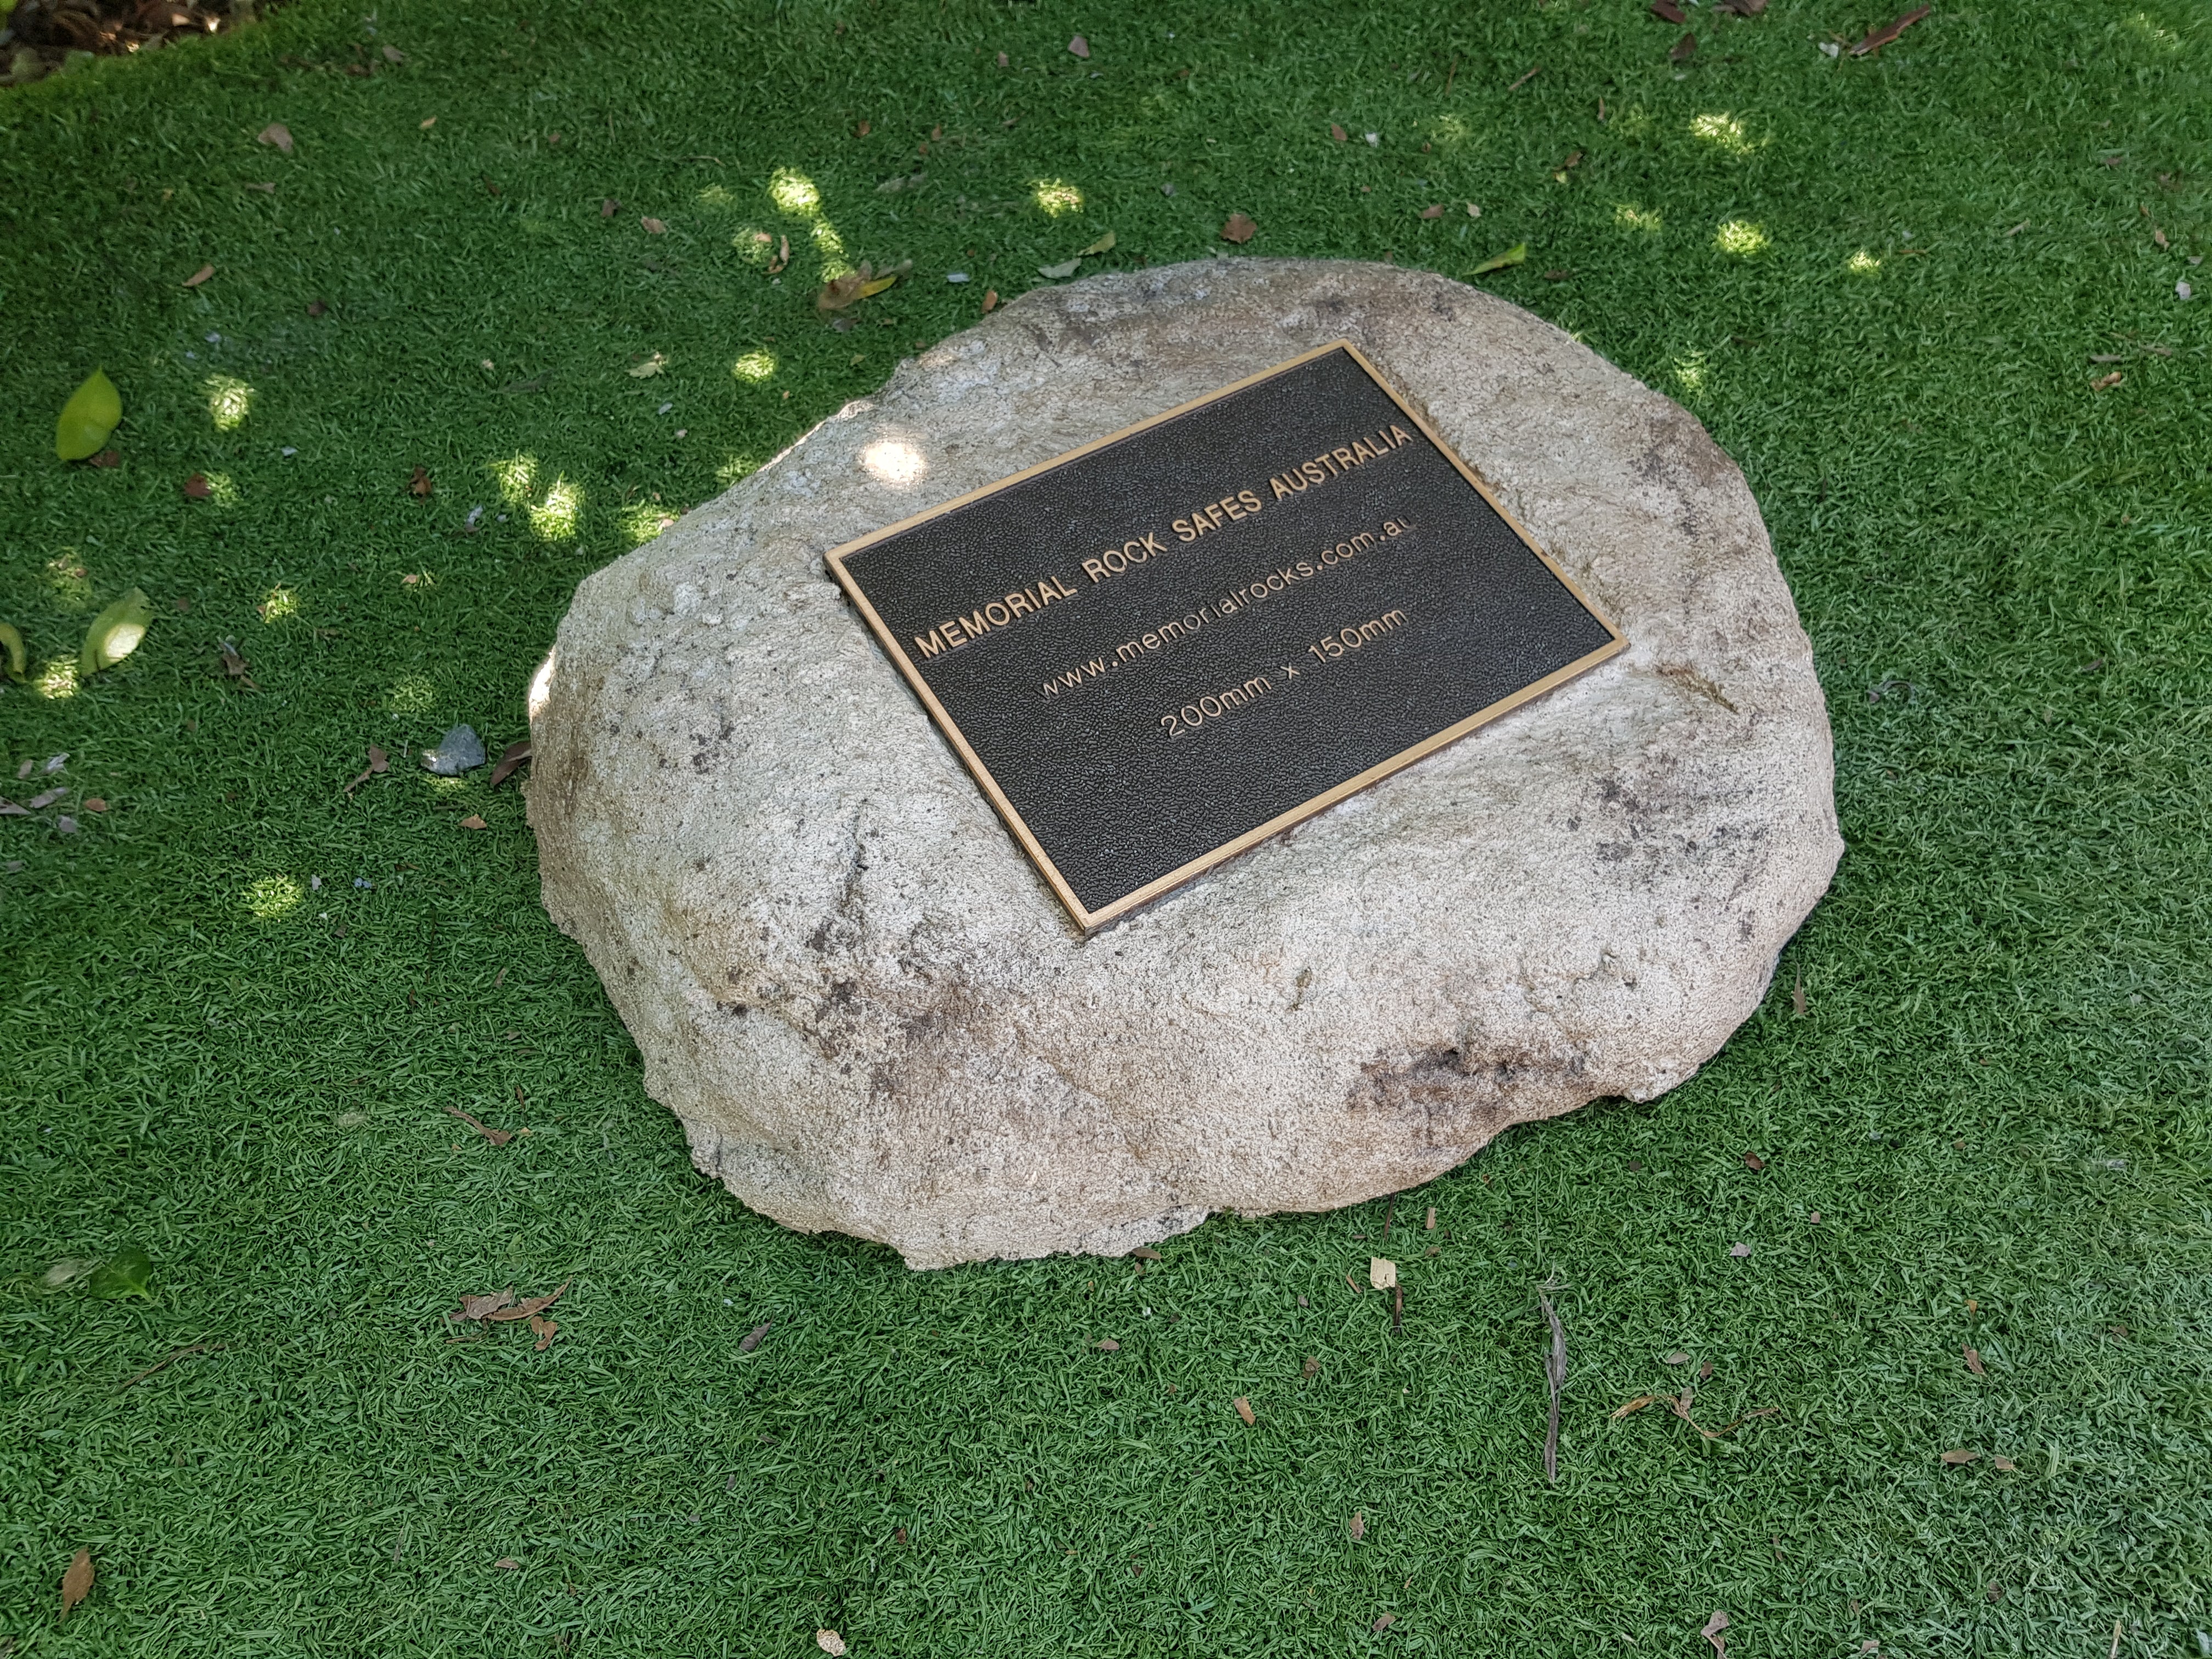 MEMORIAL ROCK SAFES AUSTRALIA
www.memorialrocks.com.au
200mm x 150mm